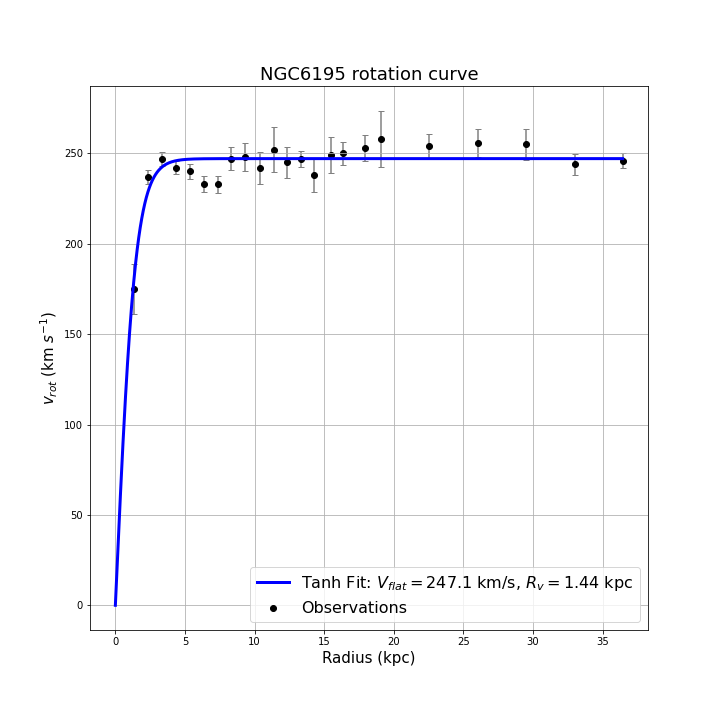 NGC6195 rotation curve
250
200
150
100
50
0
v_rot (km s⁻¹)
Tanh Fit: V_flat = 247.1 km/s, R_v = 1.44 kpc
Observations
0 5 10 15 20 25 30 35
Radius (kpc)